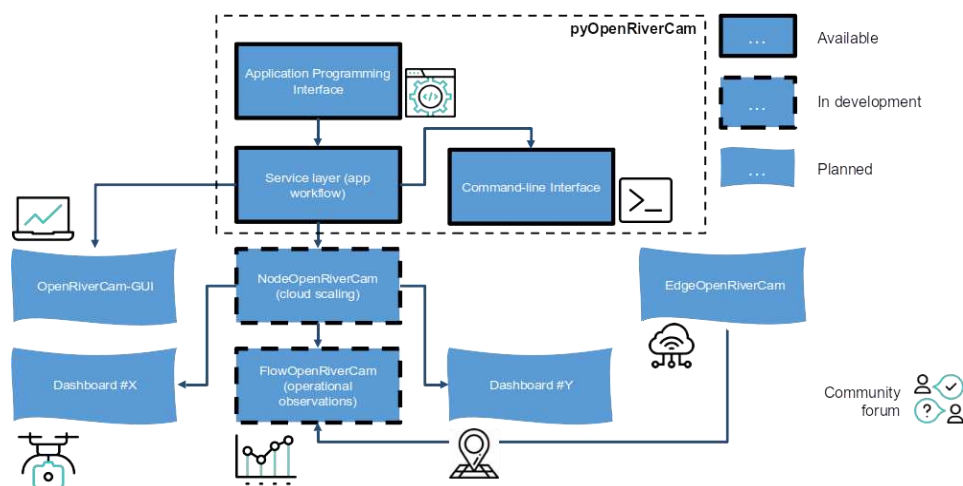 pyOpenRiverCam
Application Programming
Interface
Service layer (app
workflow)
Command-line Interface
OpenRiverCam-GUI
NodeOpenRiverCam
(cloud scaling)
EdgeOpenRiverCam
Dashboard #X
FlowOpenRiverCam
(operational
observations)
Dashboard #Y
...
Available
...
In development
...
Planned
Community
forum